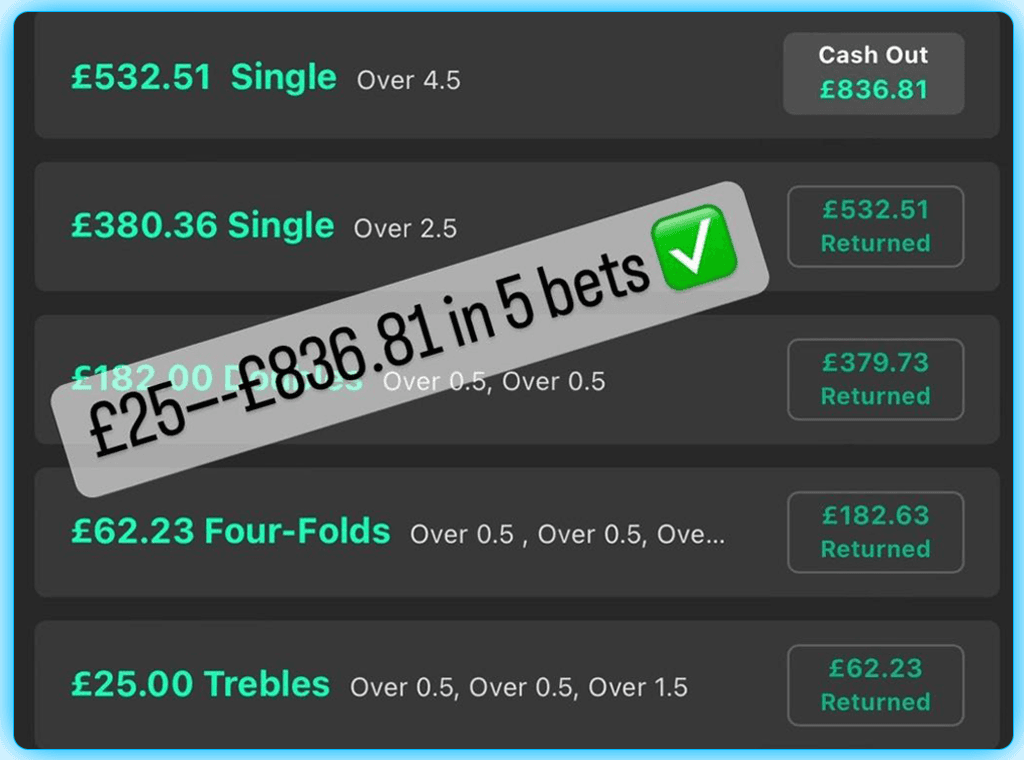 £532.51 Single Over 4.5
Cash Out
£836.81
£380.36 Single Over 2.5
£532.51
Returned
£25–-£836.81 in 5 bets ✅
£182.00 Doubles Over 0.5, Over 0.5
£379.73
Returned
£62.23 Four-Folds Over 0.5 , Over 0.5, Ove...
£182.63
Returned
£25.00 Trebles Over 0.5, Over 0.5, Over 1.5
£62.23
Returned